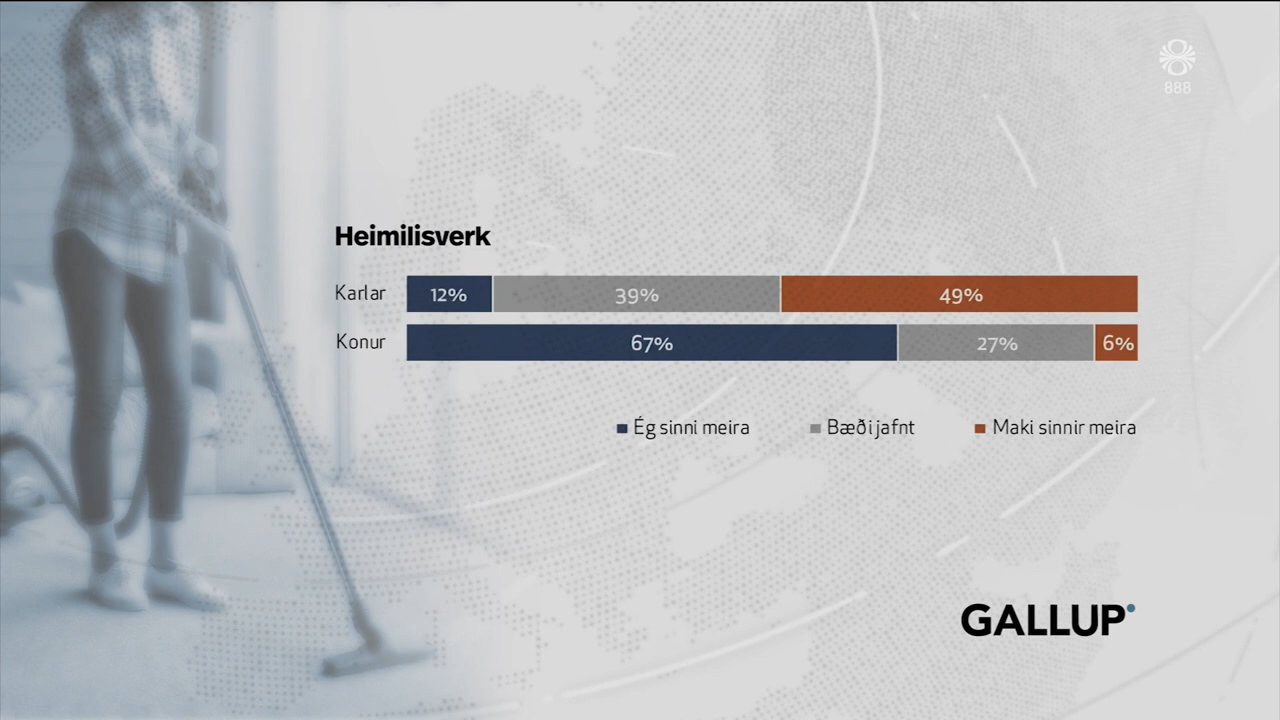 888
Heimilisverk
Karlar 12% 39% 49%
Konur 67% 27% 6%
Ég sinni meira Bæði jafnt Maki sinnir meira
GALLUP